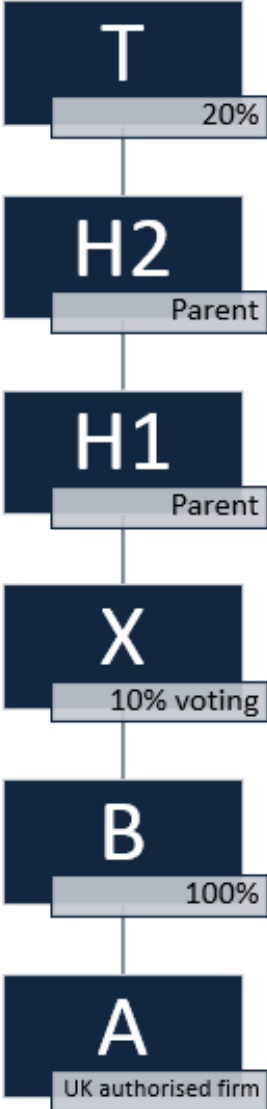 T
20%
H2
Parent
H1
Parent
X
10% voting
B
100%
A
UK authorised firm